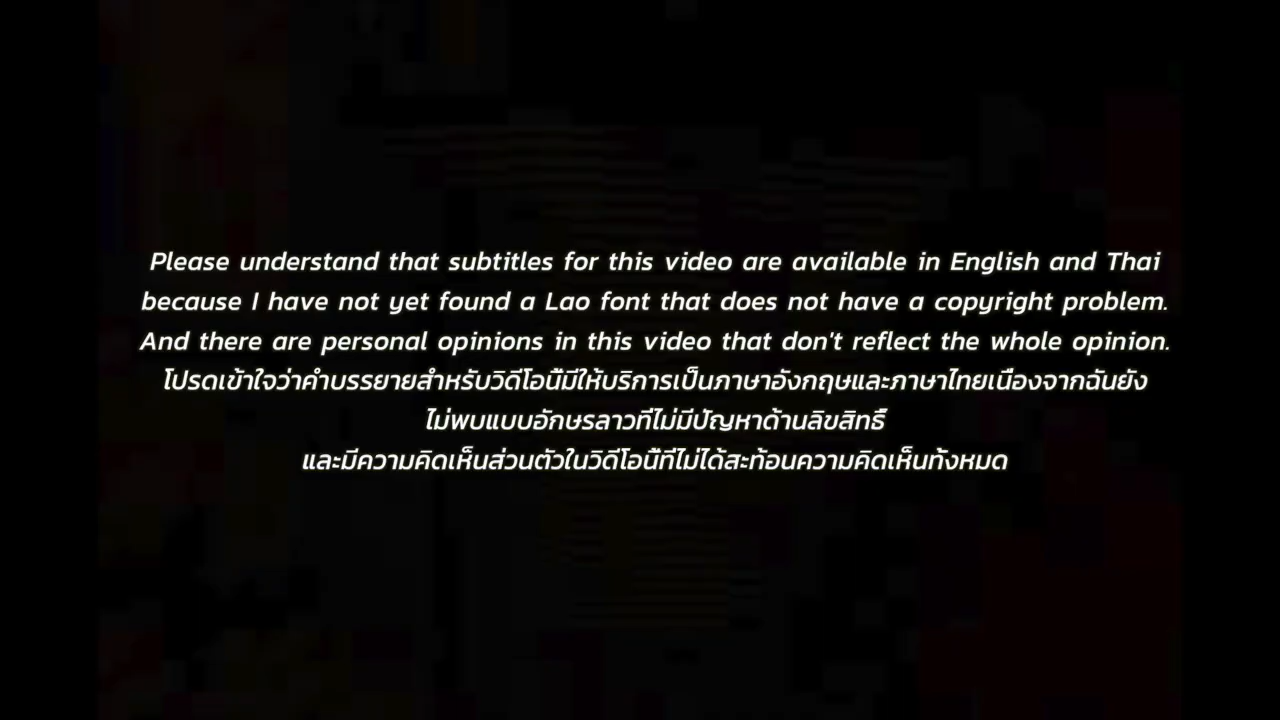 Please understand that subtitles for this video are available in English and Thai
because I have not yet found a Lao font that does not have a copyright problem.
And there are personal opinions in this video that don't reflect the whole opinion.
โปรดเข้าใจว่าคำบรรยายสำหรับวิดีโอนี้มีให้บริการเป็นภาษาอังกฤษและภาษาไทยเนื่องจากฉันยัง
ไม่พบแบบอักษรลาวที่ไม่มีปัญหาด้านลิขสิทธิ์
และมีความคิดเห็นส่วนตัวในวิดีโอนี้ที่ไม่ได้สะท้อนความคิดเห็นทั้งหมด